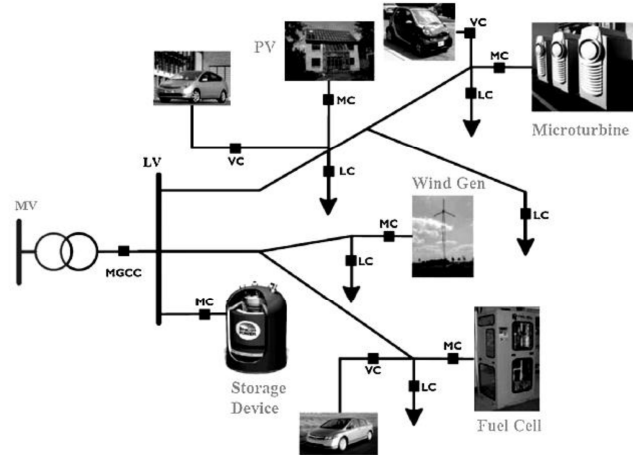 VC
PV
MC
MC
LC
Microturbine
VC
LC
LV
Wind Gen
LC
MV
MC
MGCC
LC
MC
MC
VC
LC
Storage
Device
Fuel Cell